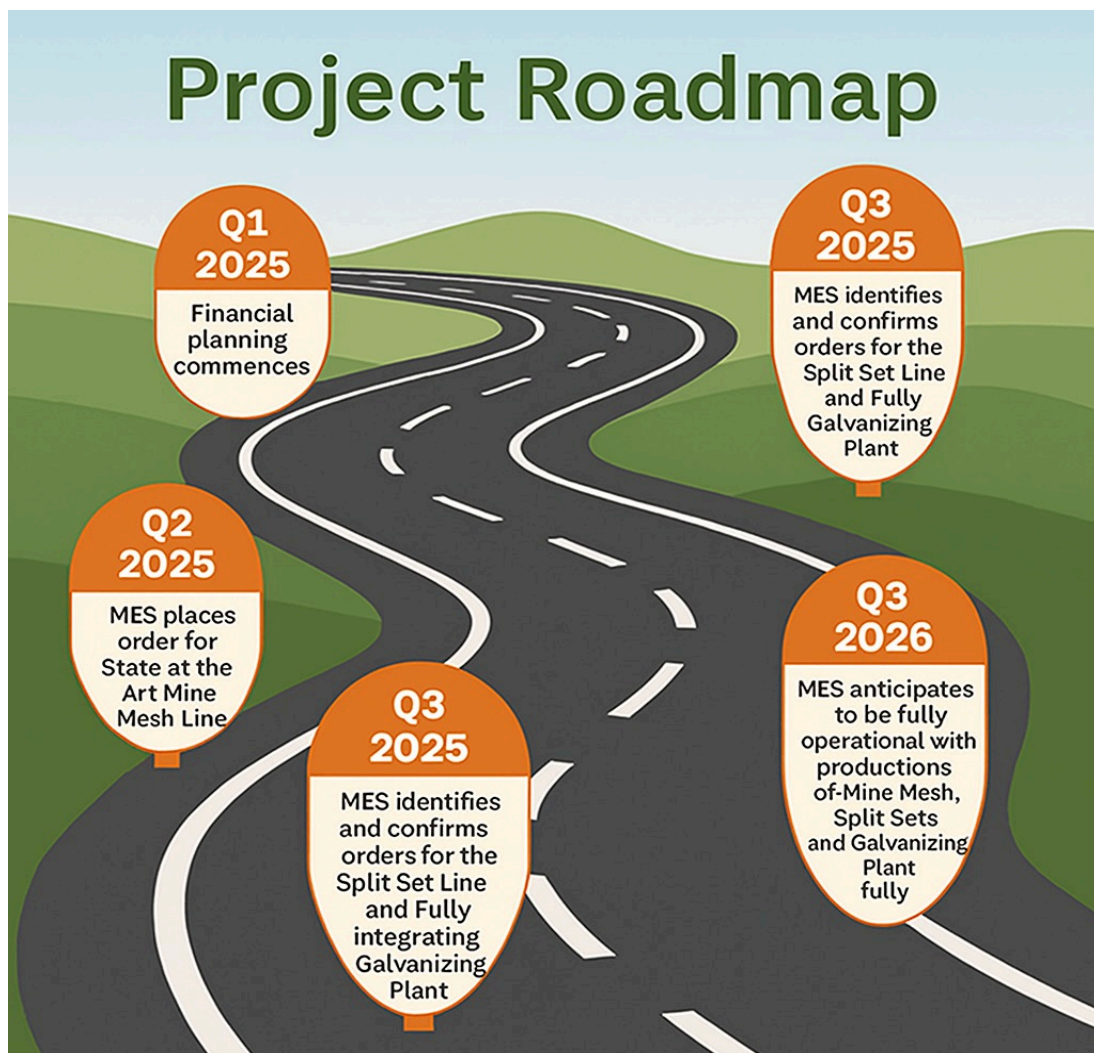 Project Roadmap
Q1
2025
Financial
planning
commences
Q2
2025
MES places
order for
State at the
Art Mine
Mesh Line
Q3
2025
MES identifies
and confirms
orders for the
Split Set Line
and Fully
integrating
Galvanizing
Plant
Q3
2025
MES identifies
and confirms
orders for the
Split Set Line
and Fully
Galvanizing
Plant
Q3
2026
MES anticipates
to be fully
operational with
productions
of-Mine Mesh,
Split Sets
and Galvanizing
Plant
fully